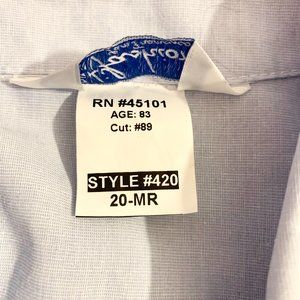 RN #45101
AGE: 83
Cut: #89
STYLE #420
20-MR